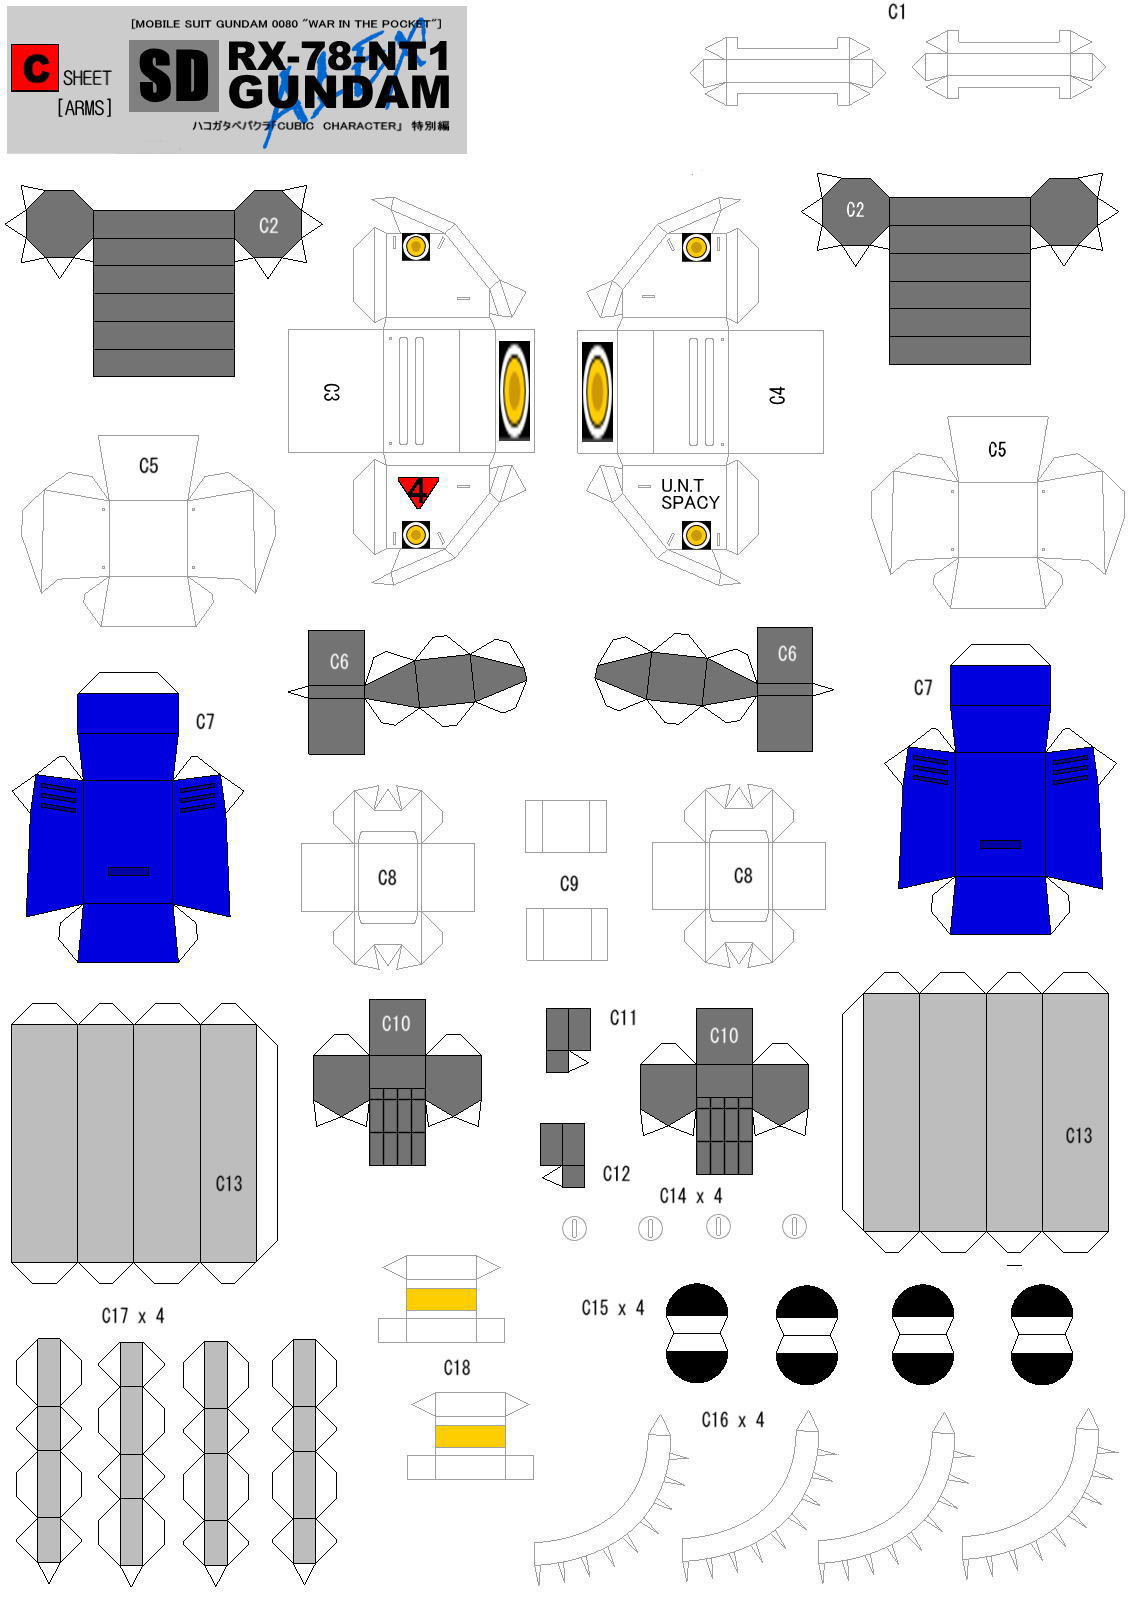 [MOBILE SUIT GUNDAM 0080 "WAR IN THE POCKET"]
C SHEET
[ARMS]
SD RX-78-NT1
GUNDAM
ALEX
ハコガタペパクラ「CUBIC CHARACTER」 特別編
C1
C2
C2
C3
C4
C5
C5
4
U.N.T
SPACY
C6
C6
C7
C7
C8
C9
C8
C10
C11
C10
C12
C13
C13
C14 x 4
C15 x 4
C17 x 4
C18
C16 x 4